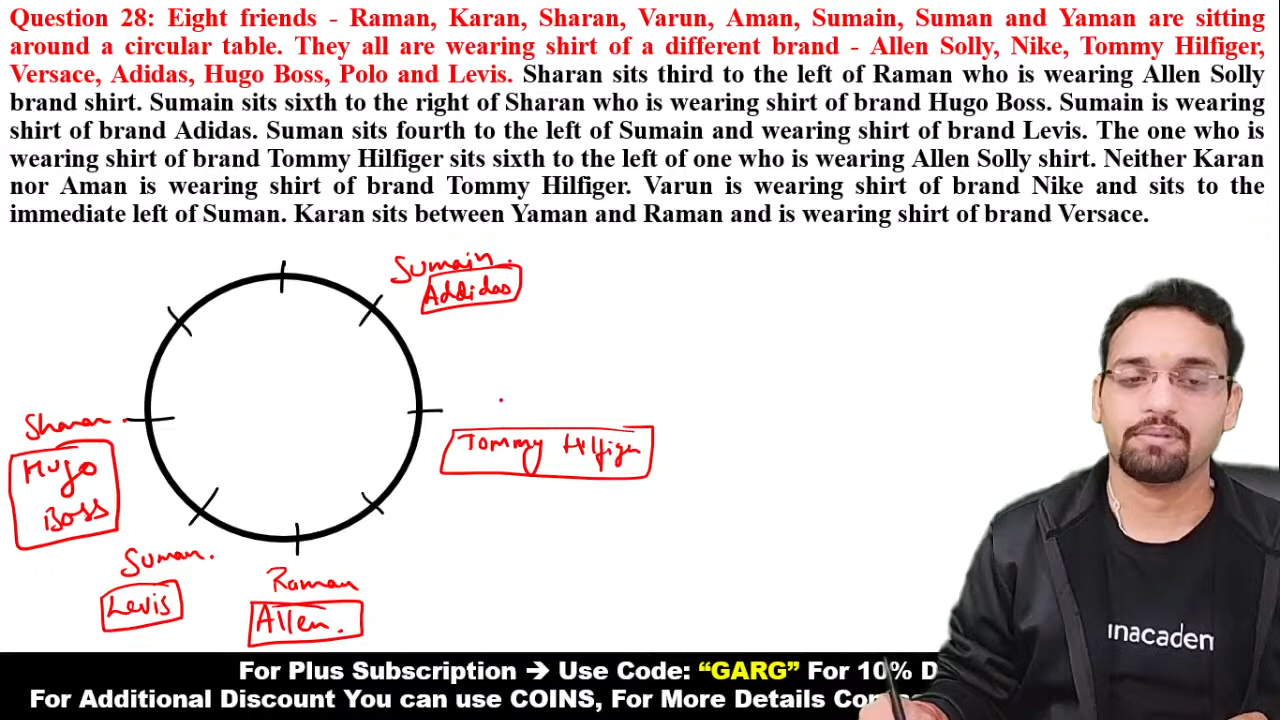 Question 28: Eight friends - Raman, Karan, Sharan, Varun, Aman, Sumain, Suman and Yaman are sitting
around a circular table. They all are wearing shirt of a different brand - Allen Solly, Nike, Tommy Hilfiger,
Versace, Adidas, Hugo Boss, Polo and Levis. Sharan sits third to the left of Raman who is wearing Allen Solly
brand shirt. Sumain sits sixth to the right of Sharan who is wearing shirt of brand Hugo Boss. Sumain is wearing
shirt of brand Adidas. Suman sits fourth to the left of Sumain and wearing shirt of brand Levis. The one who is
wearing shirt of brand Tommy Hilfiger sits sixth to the left of one who is wearing Allen Solly shirt. Neither Karan
nor Aman is wearing shirt of brand Tommy Hilfiger. Varun is wearing shirt of brand Nike and sits to the
immediate left of Suman. Karan sits between Yaman and Raman and is wearing shirt of brand Versace.
Sumain.
Addidas
Sharan
Hugo
Boss
Tommy Hilfiger
Suman.
Levis
Raman
Allen.
unacadem
For Plus Subscription → Use Code: “GARG” For 10% D
For Additional Discount You can use COINS, For More Details Con